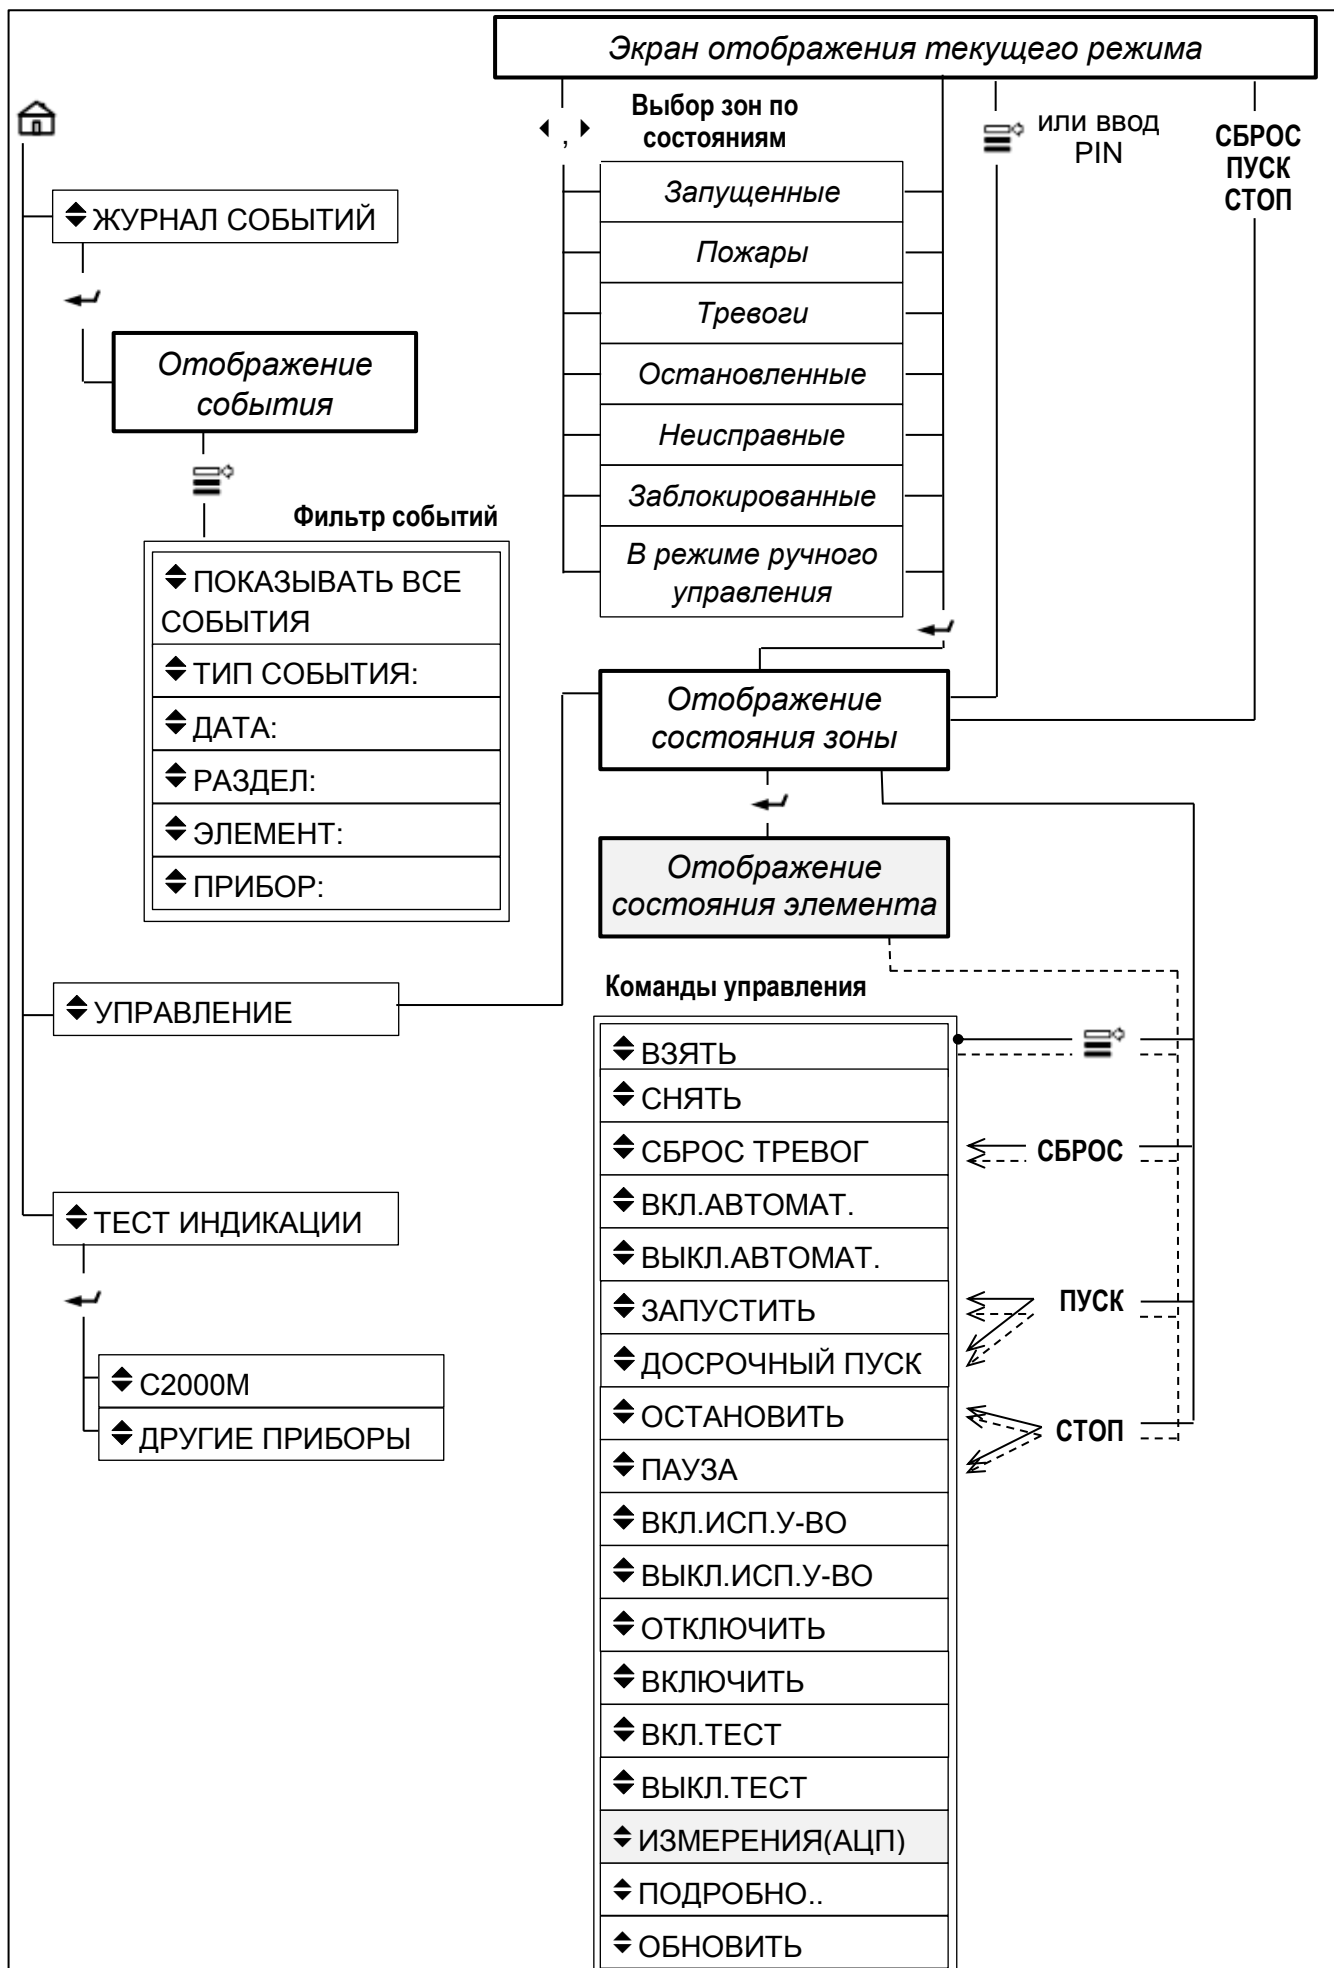 Экран отображения текущего режима
Выбор зон по
состояниям
или ввод
PIN
СБРОС
ПУСК
СТОП
Запущенные
Пожары
Тревоги
Остановленные
Неисправные
Заблокированные
В режиме ручного
управления
ЖУРНАЛ СОБЫТИЙ
Отображение
события
Фильтр событий
ПОКАЗЫВАТЬ ВСЕ
СОБЫТИЯ
ТИП СОБЫТИЯ:
ДАТА:
РАЗДЕЛ:
ЭЛЕМЕНТ:
ПРИБОР:
Отображение
состояния зоны
Отображение
состояния элемента
УПРАВЛЕНИЕ
Команды управления
ВЗЯТЬ
СНЯТЬ
СБРОС ТРЕВОГ
СБРОС
ВКЛ.АВТОМАТ.
ВЫКЛ.АВТОМАТ.
ЗАПУСТИТЬ
ПУСК
ДОСРОЧНЫЙ ПУСК
ОСТАНОВИТЬ
СТОП
ПАУЗА
ВКЛ.ИСП.У-ВО
ВЫКЛ.ИСП.У-ВО
ОТКЛЮЧИТЬ
ВКЛЮЧИТЬ
ВКЛ.ТЕСТ
ВЫКЛ.ТЕСТ
ИЗМЕРЕНИЯ(АЦП)
ПОДРОБНО..
ОБНОВИТЬ
ТЕСТ ИНДИКАЦИИ
С2000М
ДРУГИЕ ПРИБОРЫ